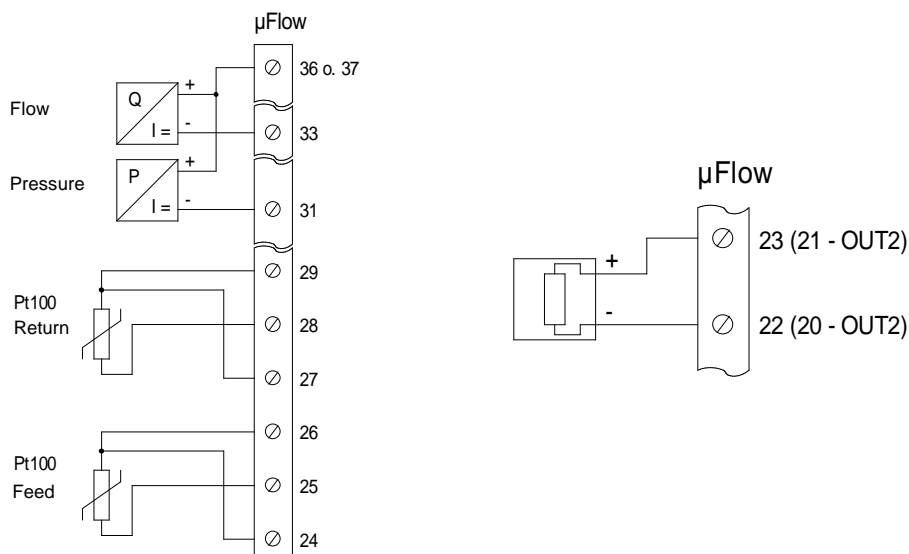 µFlow
36 o. 37
Flow
Q
+
I =
-
33
Pressure
P
+
I =
-
31
29
Pt100
Return
28
27
26
Pt100
Feed
25
24
µFlow
+
23 (21 - OUT2)
-
22 (20 - OUT2)